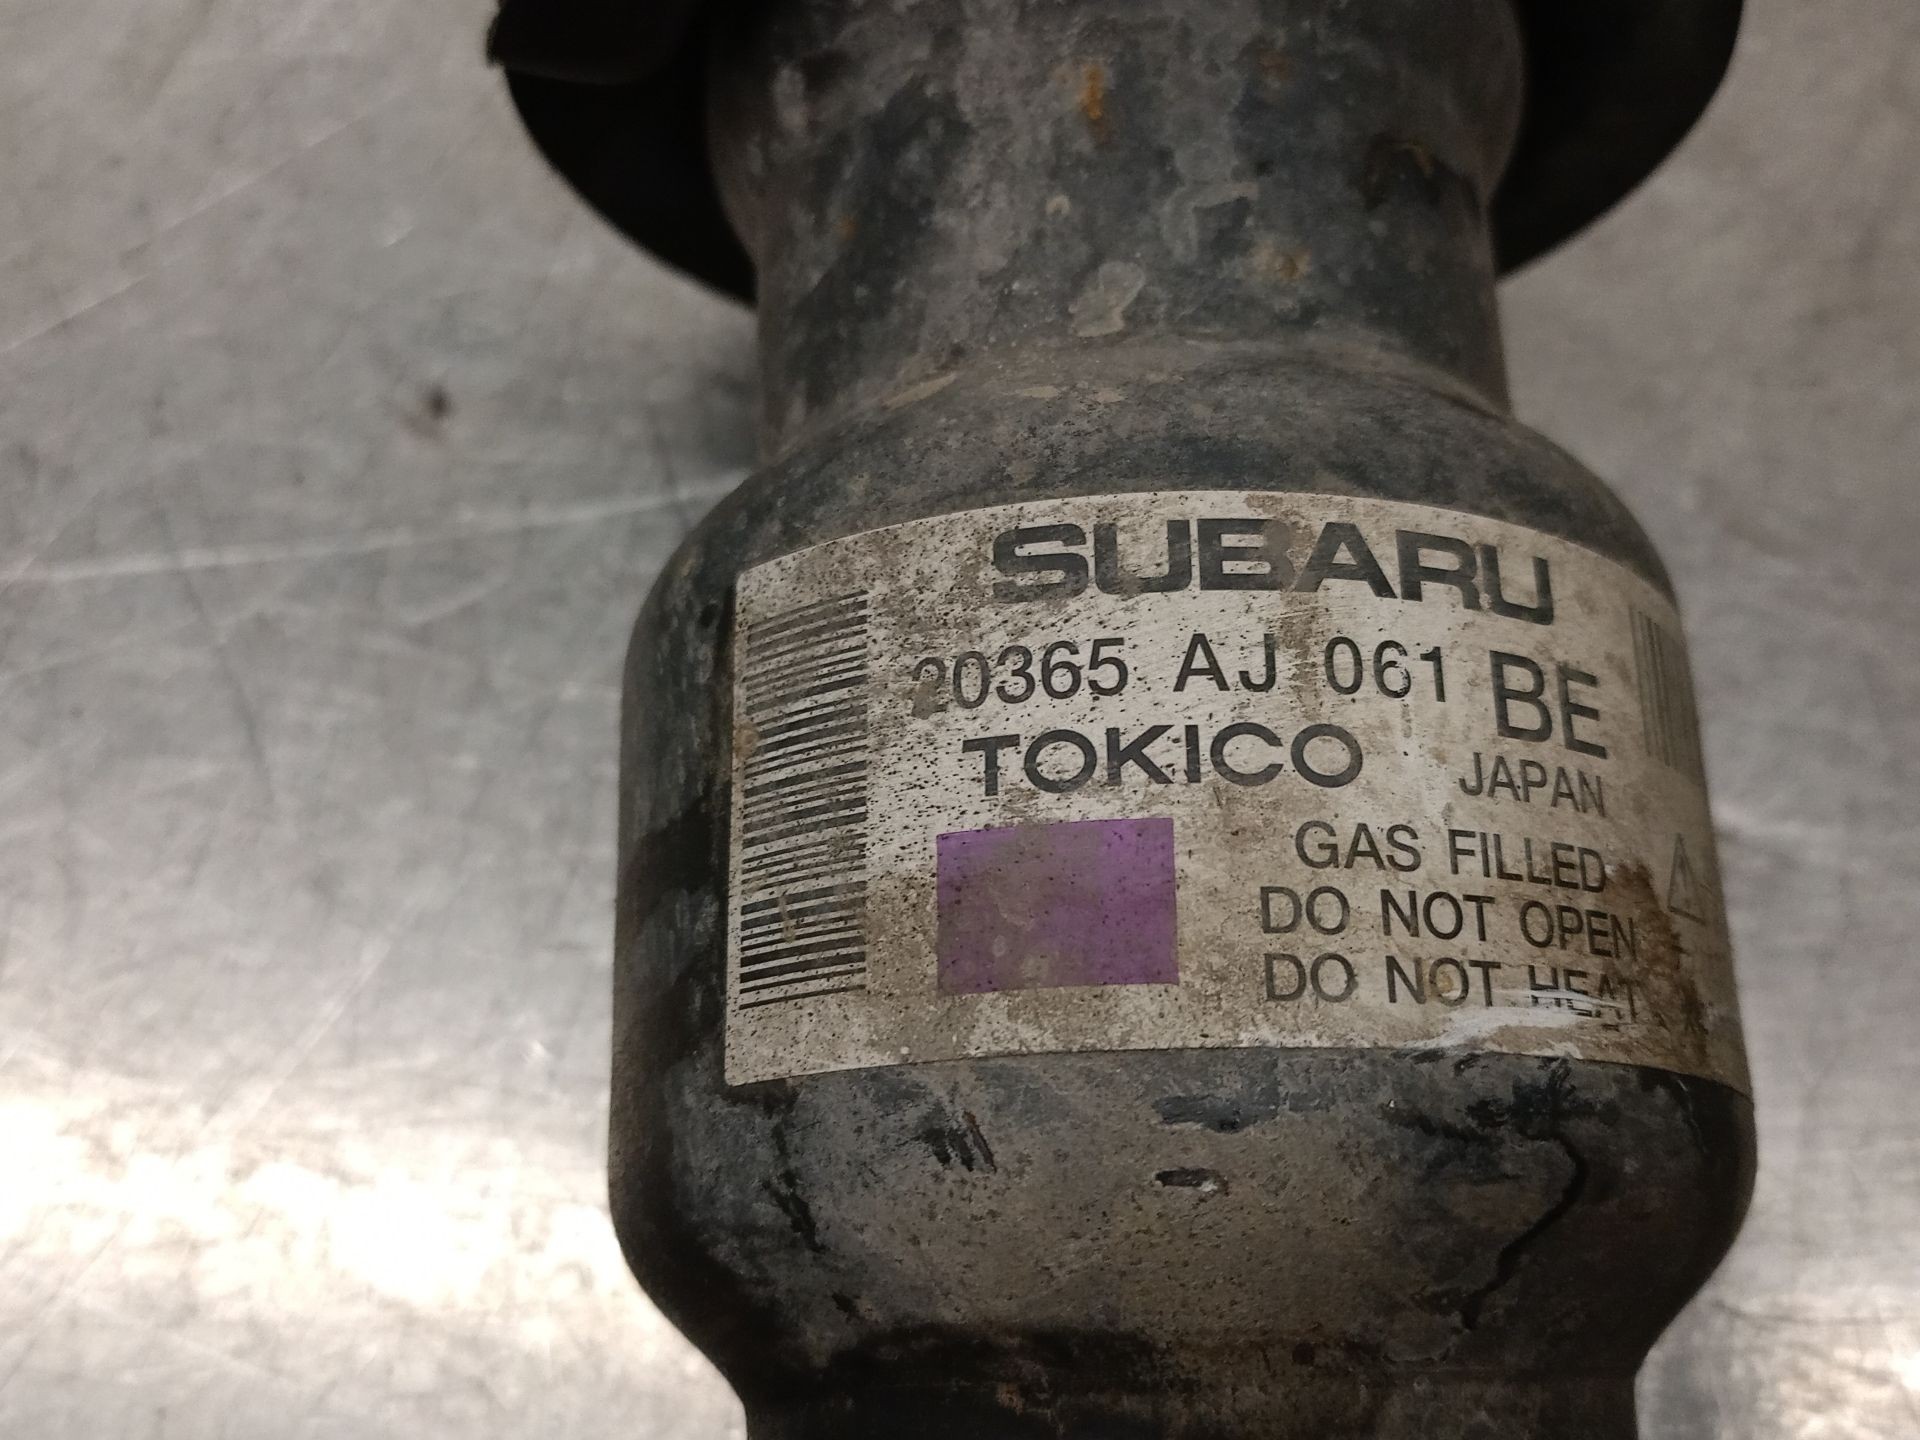 SUBARU
20365 AJ 061 BE
TOKICO JAPAN
GAS FILLED
DO NOT OPEN
DO NOT HEAT